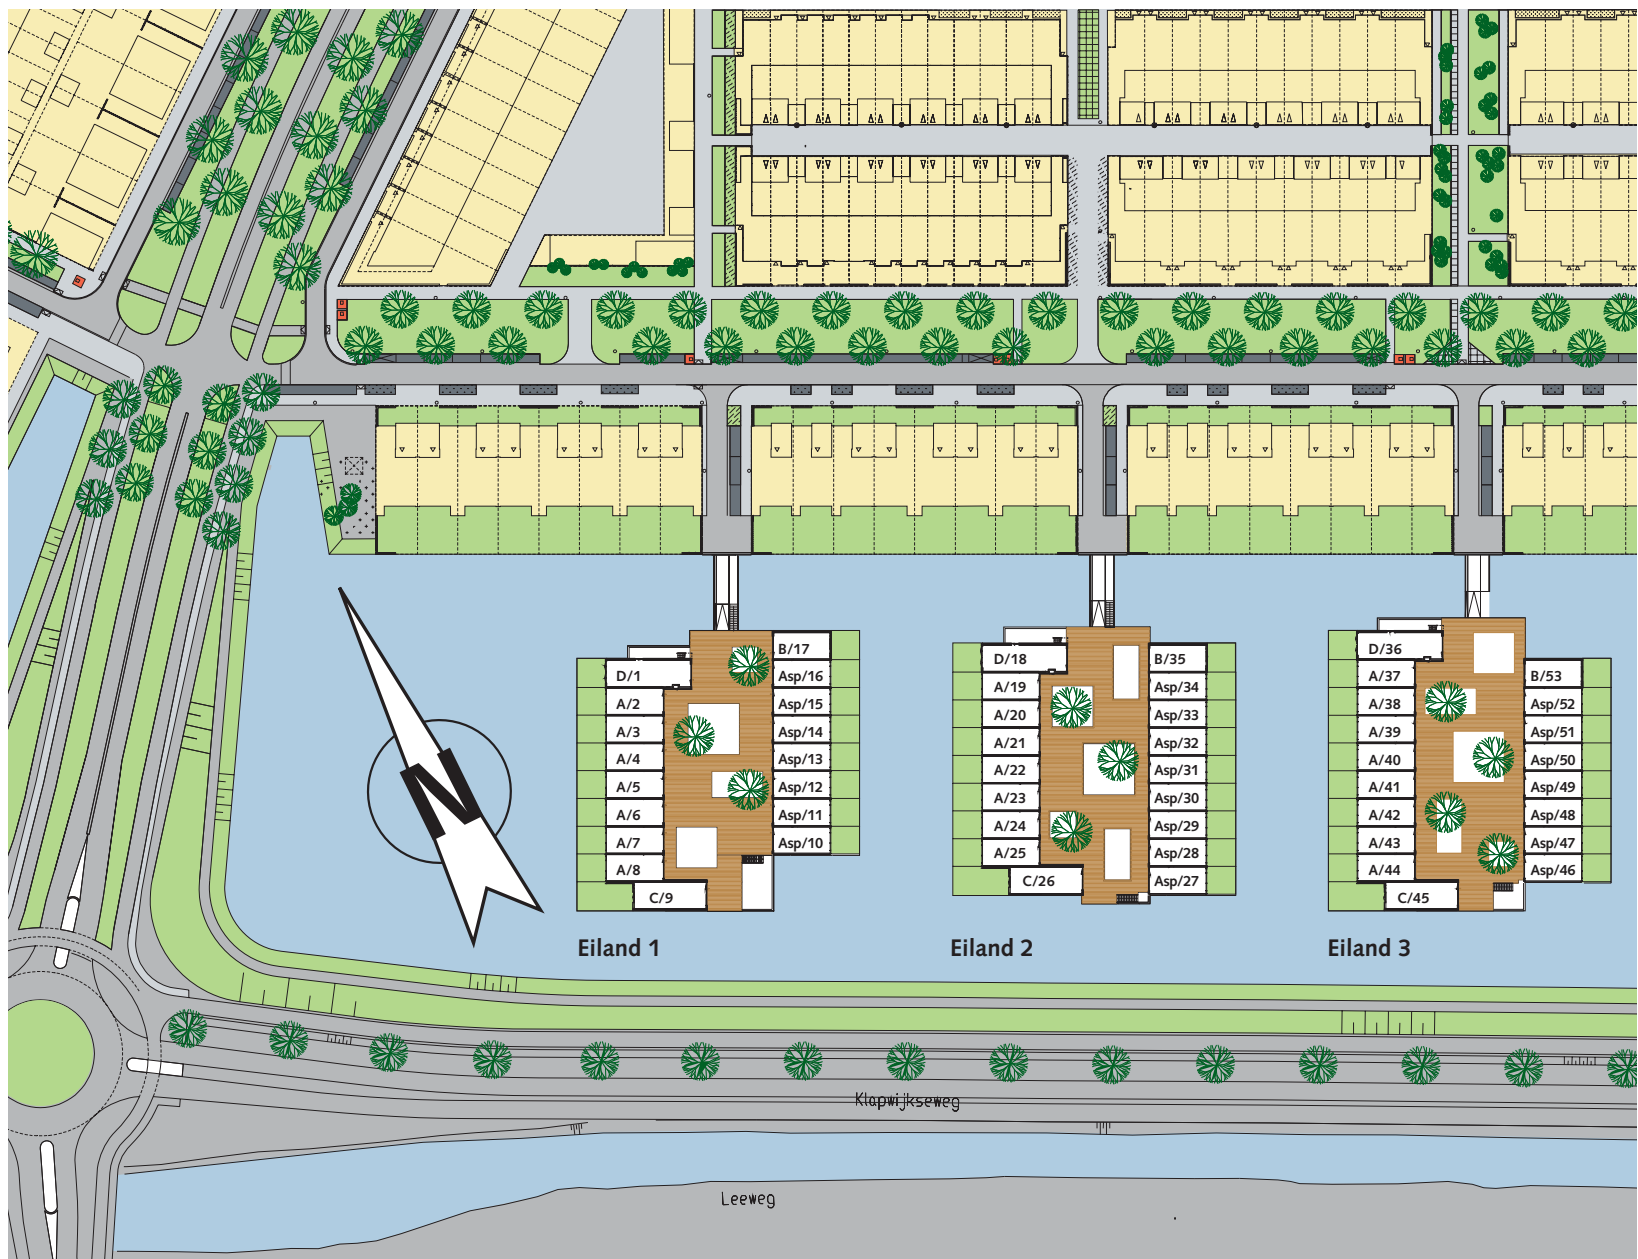 N
D/1
A/2
A/3
A/4
A/5
A/6
A/7
A/8
C/9
B/17
Asp/16
Asp/15
Asp/14
Asp/13
Asp/12
Asp/11
Asp/10
Eiland 1
D/18
A/19
A/20
A/21
A/22
A/23
A/24
A/25
C/26
B/35
Asp/34
Asp/33
Asp/32
Asp/31
Asp/30
Asp/29
Asp/28
Asp/27
Eiland 2
D/36
A/37
A/38
A/39
A/40
A/41
A/42
A/43
A/44
C/45
B/53
Asp/52
Asp/51
Asp/50
Asp/49
Asp/48
Asp/47
Asp/46
Eiland 3
Klapwijkseweg
Leeweg